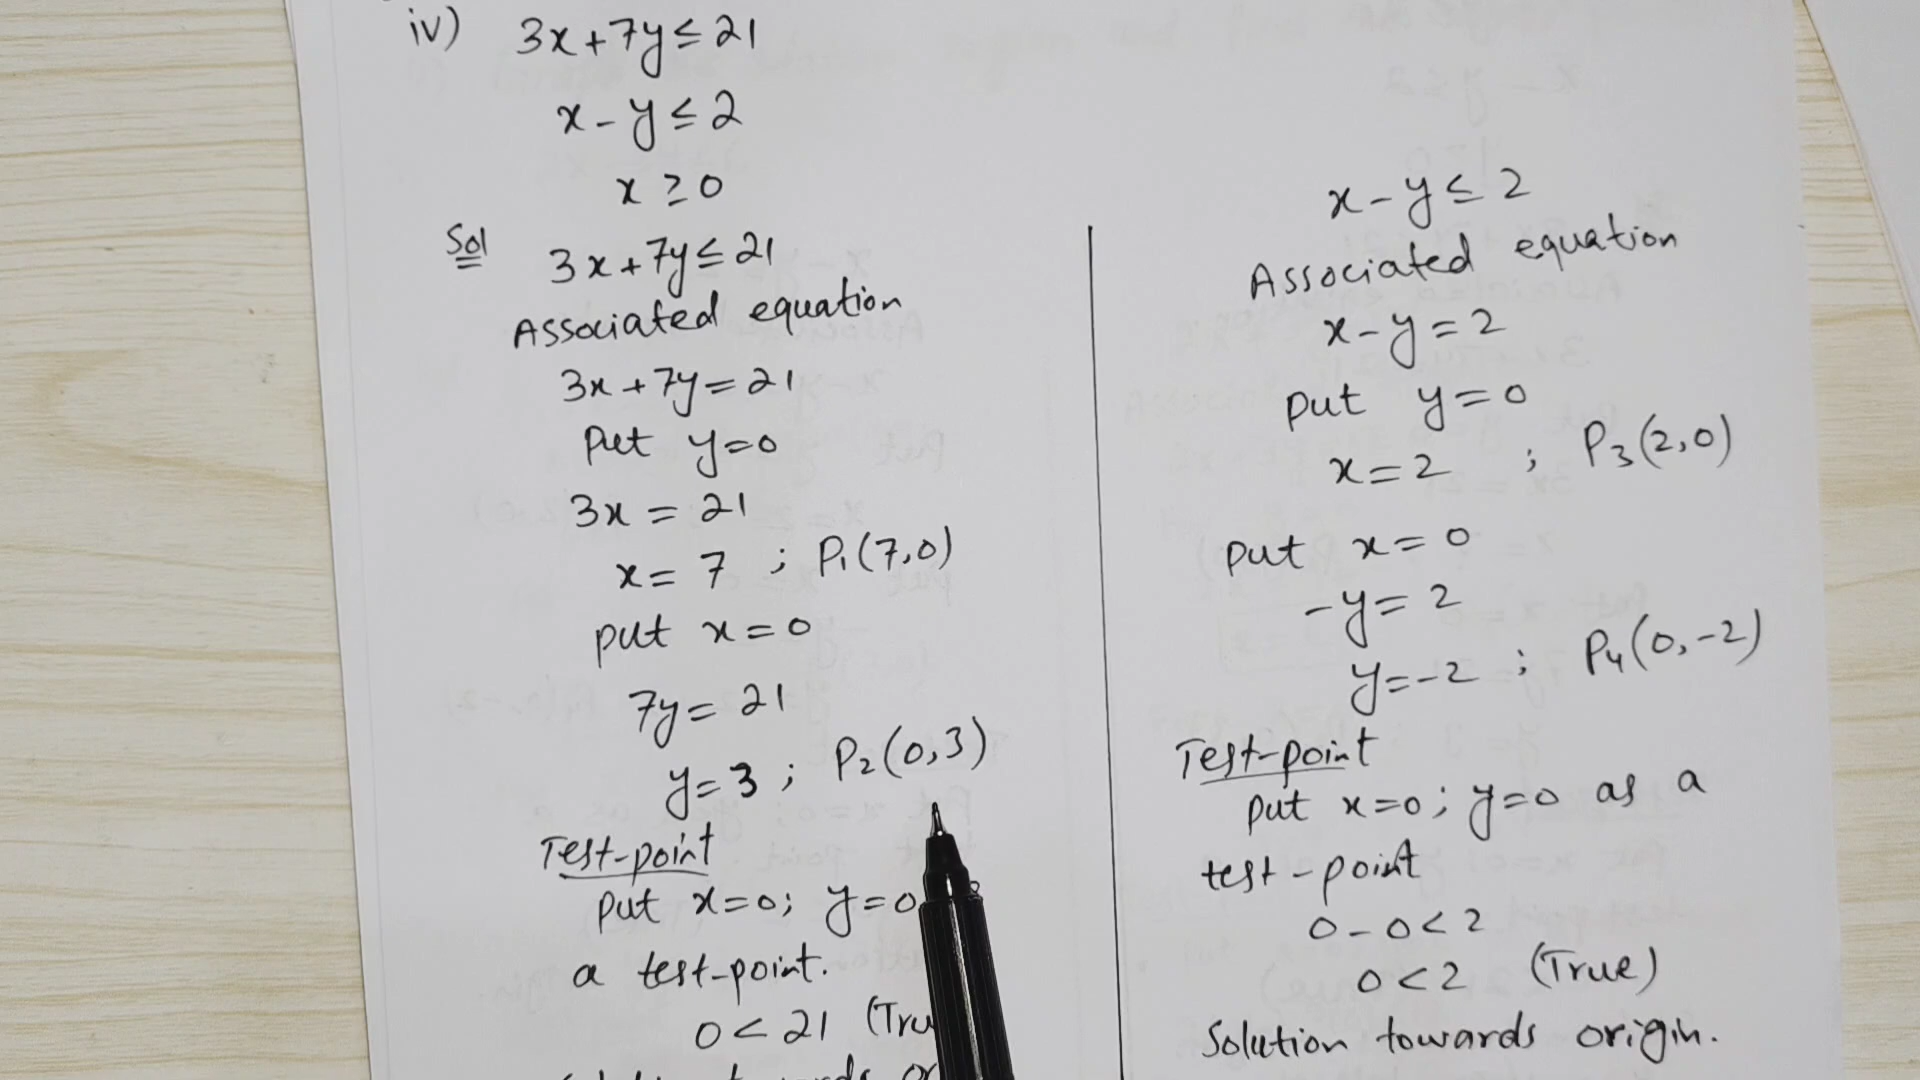 iv) 3x+7y≤21
x-y≤2
x≥0
Sol 3x+7y≤21
Associated equation
3x+7y=21
Put y=0
3x=21
x=7 ; P₁(7,0)
put x=0
7y=21
y=3 ; P₂(0,3)
Test-point
put x=0; y=0
a test-point.
0<21
x-y≤2
Associated equation
x-y=2
put y=0
x=2 ; P₃(2,0)
put x=0
-y=2
y=-2 ; P₄(0,-2)
Test-point
put x=0; y=0 as a
test-point
0-0<2
0<2 (True)
Solution towards origin.